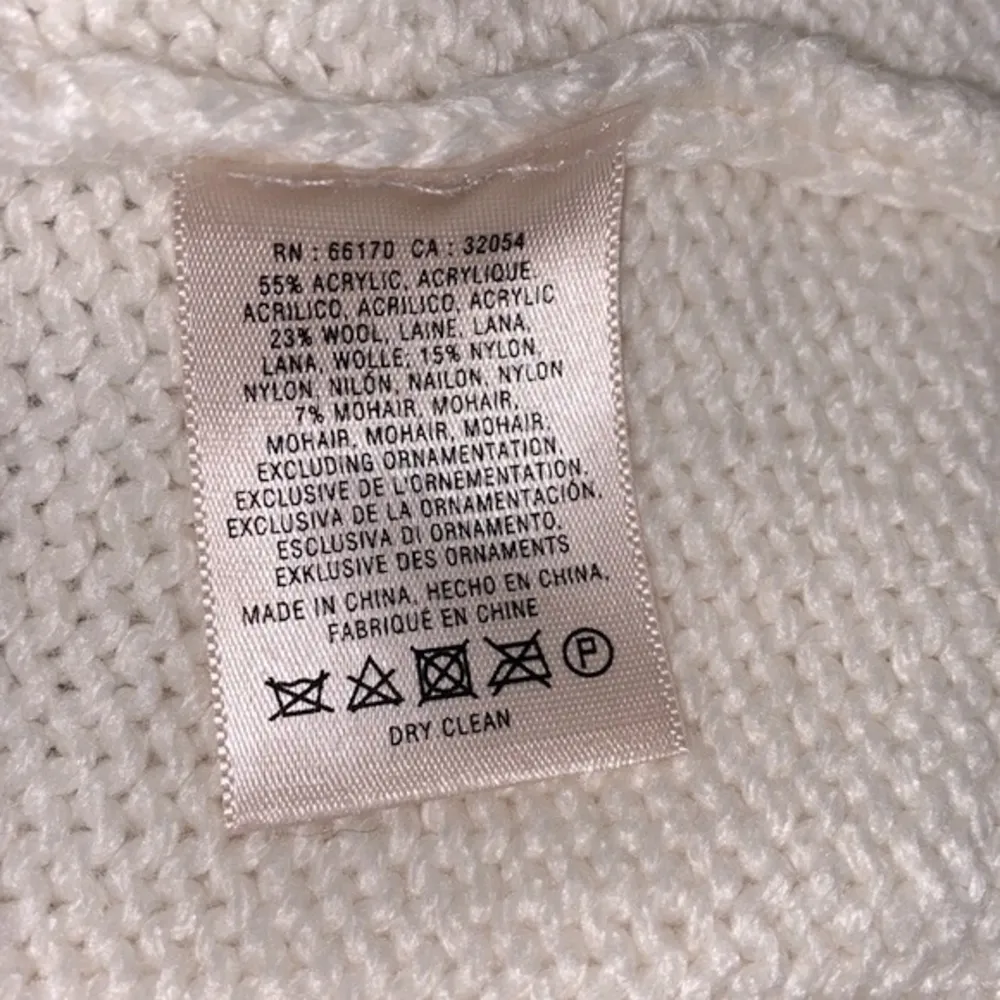 RN : 66170 CA : 32054
55% ACRYLIC, ACRYLIQUE,
ACRILICO, ACRILICO, ACRYLIC
23% WOOL, LAINE, LANA,
LANA, WOLLE; 15% NYLON,
NYLON, NILÓN, NAILON, NYLON
7% MOHAIR, MOHAIR,
MOHAIR, MOHAIR, MOHAIR.
EXCLUDING ORNAMENTATION.
EXCLUSIVE DE L'ORNEMENTATION.
EXCLUSIVA DE LA ORNAMENTACIÓN.
ESCLUSIVA DI ORNAMENTO.
EXKLUSIVE DES ORNAMENTS
MADE IN CHINA, HECHO EN CHINA,
FABRIQUÉ EN CHINE
P
DRY CLEAN